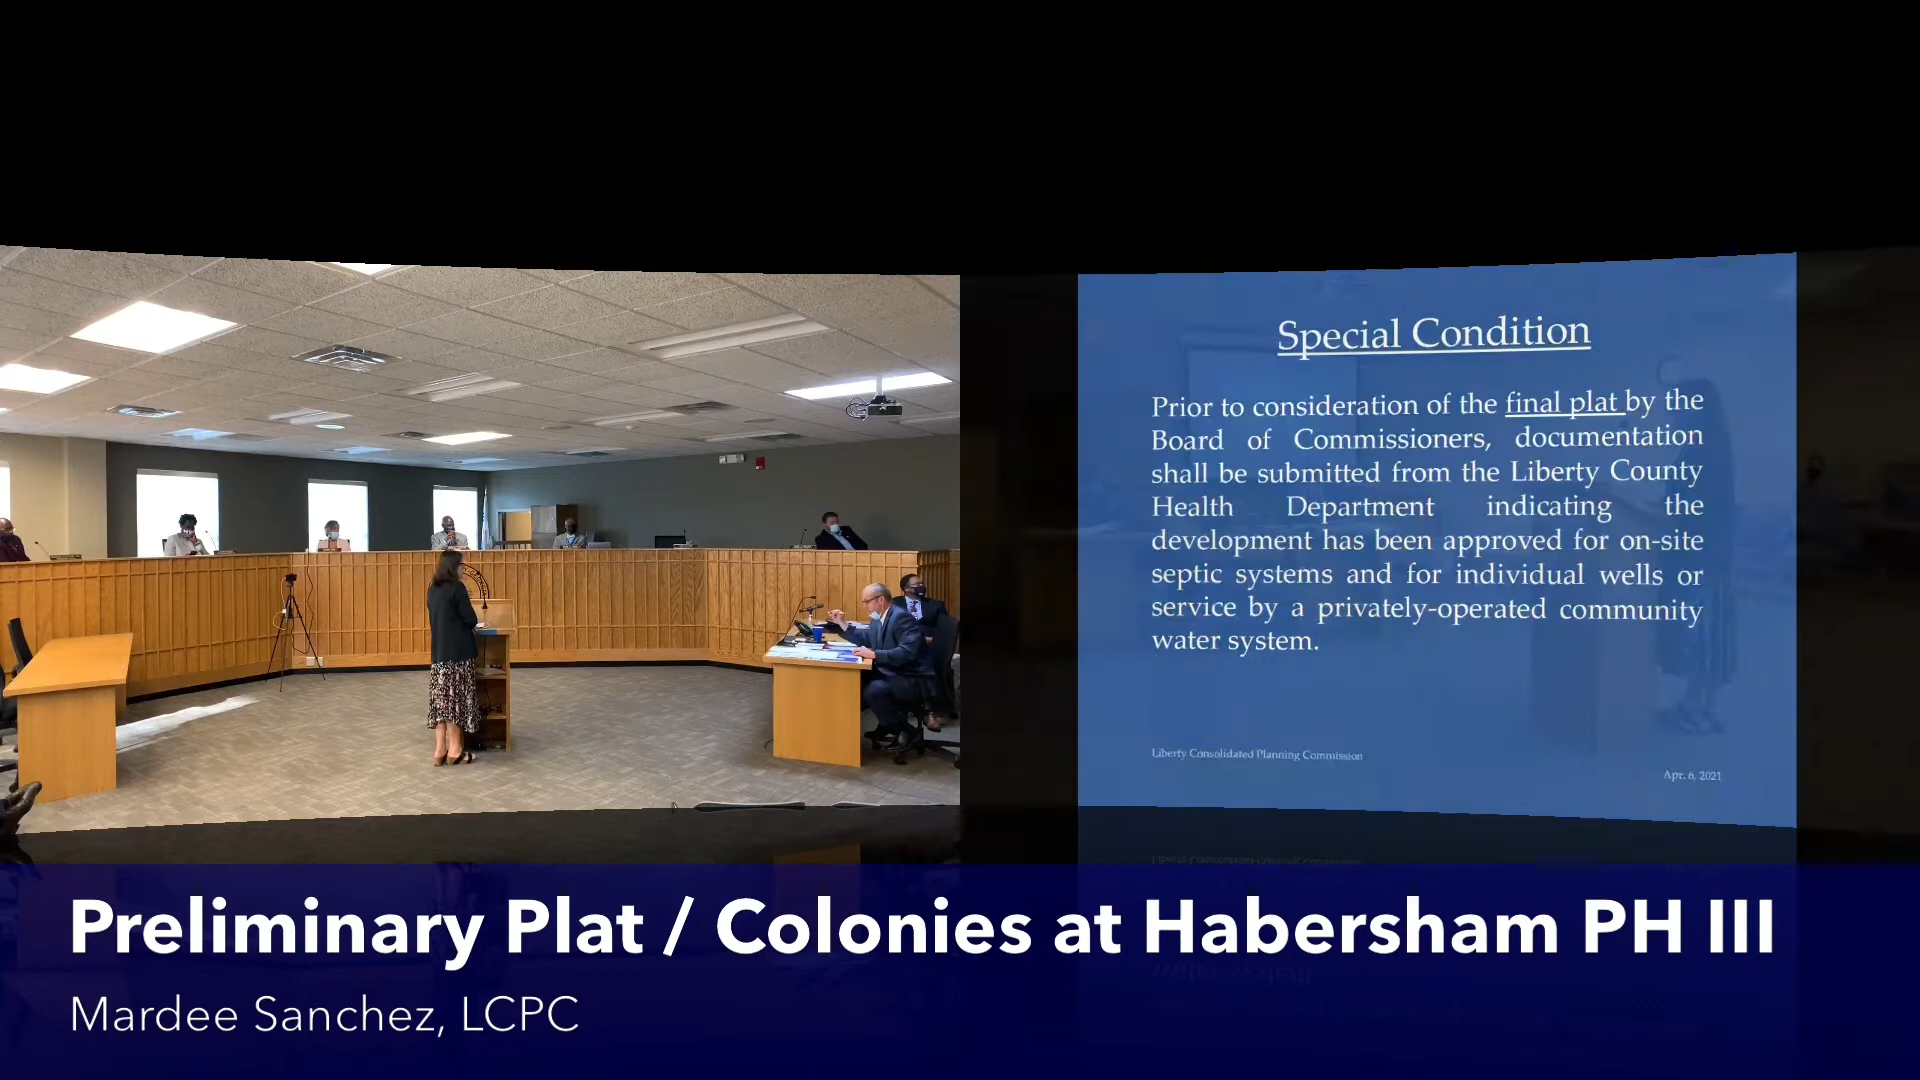 Special Condition
Prior to consideration of the final plat by the
Board of Commissioners, documentation
shall be submitted from the Liberty County
Health Department indicating the
development has been approved for on-site
septic systems and for individual wells or
service by a privately-operated community
water system.
Liberty Consolidated Planning Commission
Apr. 6, 2021
Preliminary Plat / Colonies at Habersham PH III
Mardee Sanchez, LCPC